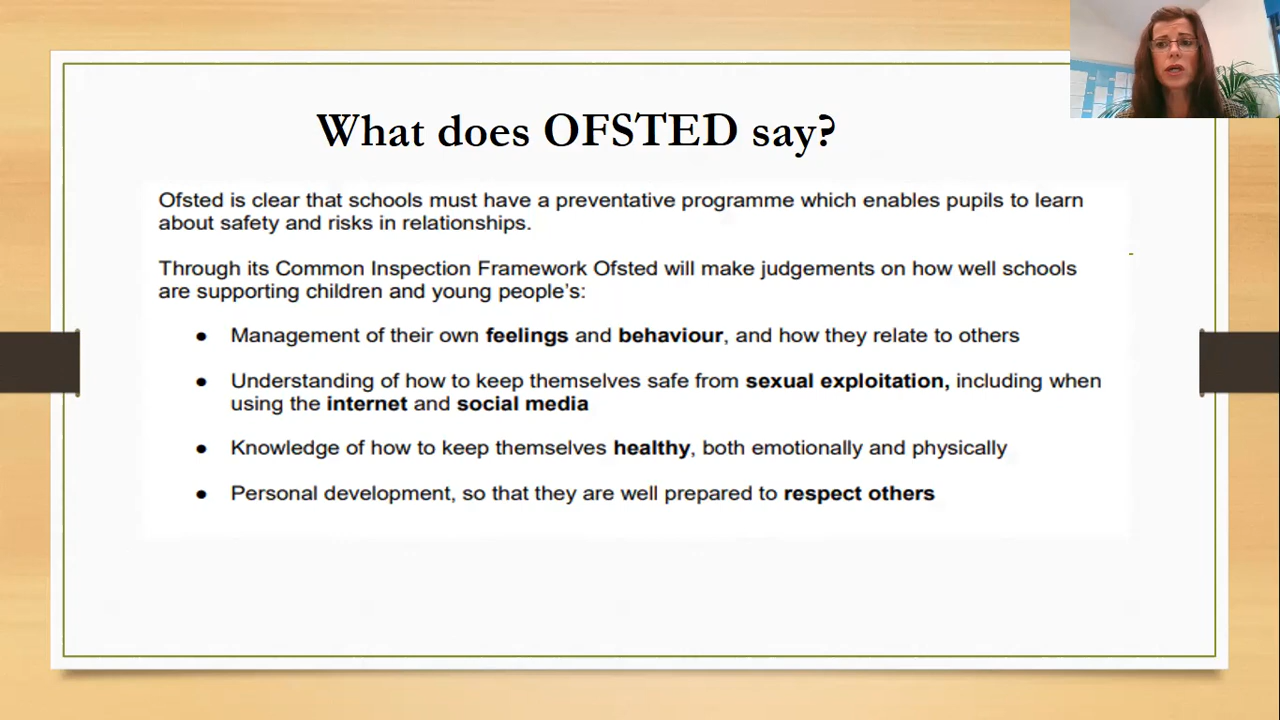 What does OFSTED say?
Ofsted is clear that schools must have a preventative programme which enables pupils to learn
about safety and risks in relationships.
Through its Common Inspection Framework Ofsted will make judgements on how well schools
are supporting children and young people's:
● Management of their own feelings and behaviour, and how they relate to others
● Understanding of how to keep themselves safe from sexual exploitation, including when
using the internet and social media
● Knowledge of how to keep themselves healthy, both emotionally and physically
● Personal development, so that they are well prepared to respect others